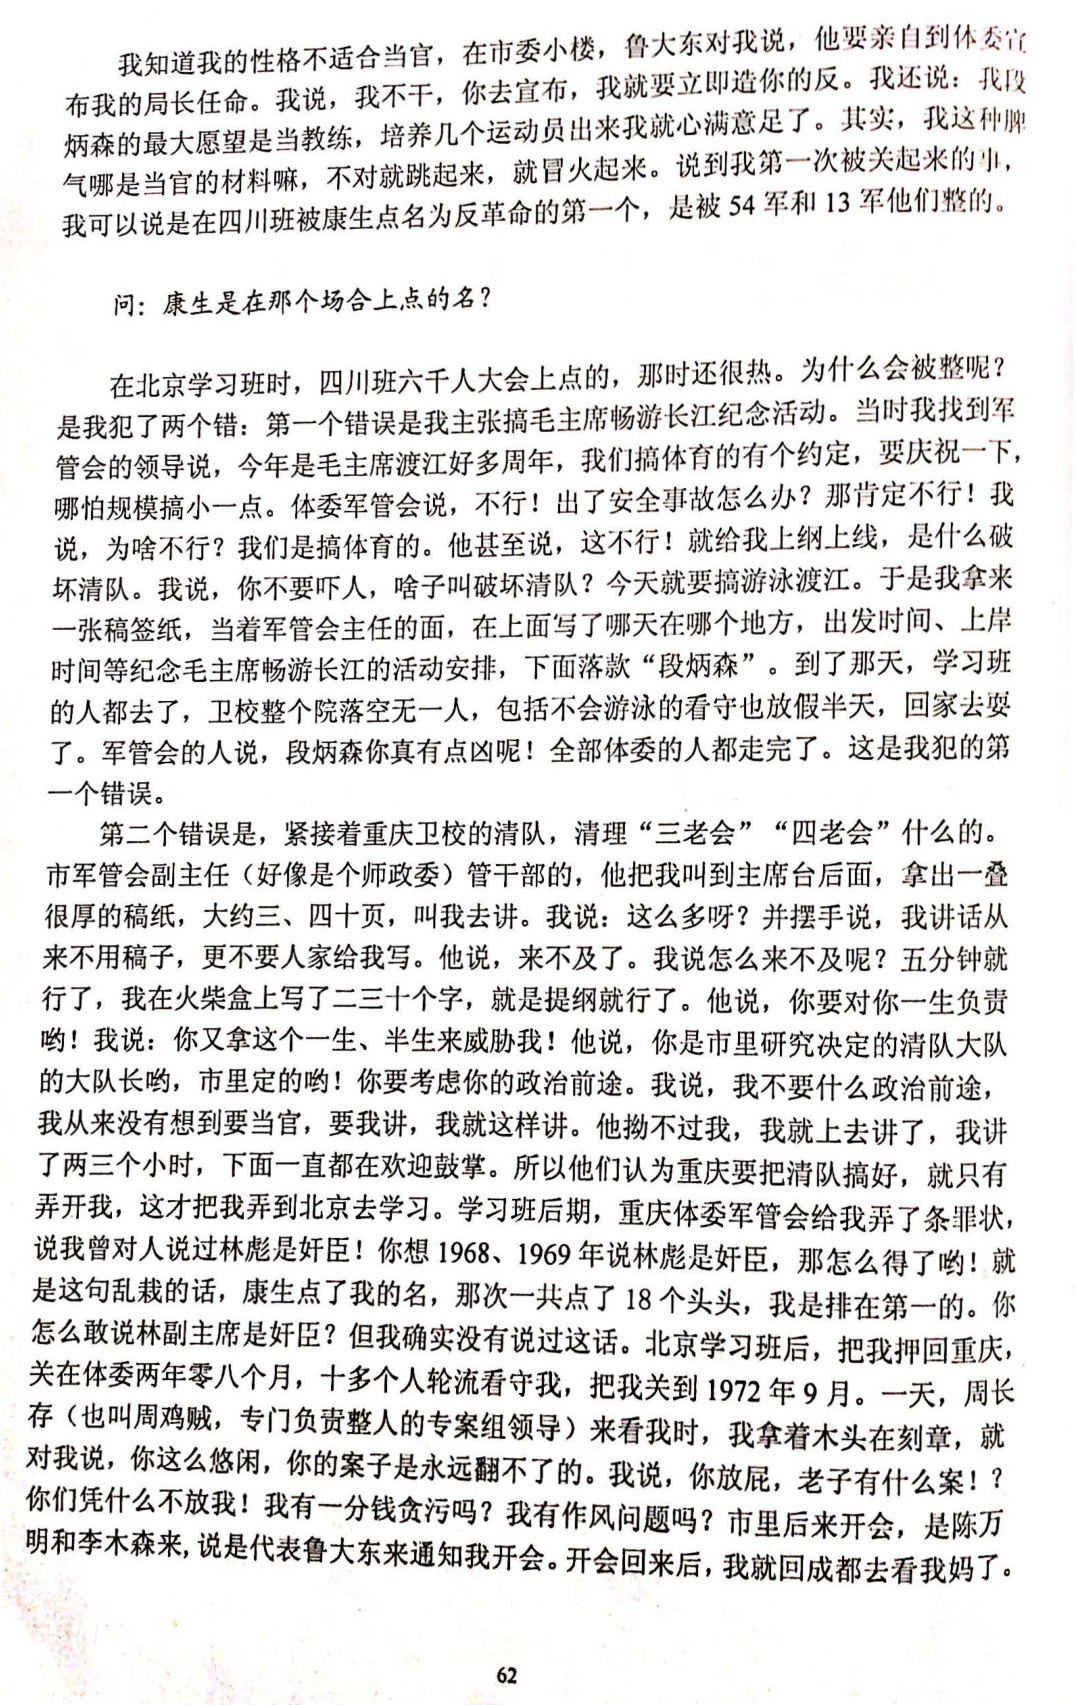 我知道我的性格不适合当官，在市委小楼，鲁大东对我说，他要亲自到体委宣
布我的局长任命。我说，我不干，你去宣布，我就要立即造你的反。我还说：我段
炳森的最大愿望是当教练，培养几个运动员出来我就心满意足了。其实，我这种脾
气哪是当官的材料嘛，不对就跳起来，就冒火起来。说到我第一次被关起来的事，
我可以说是在四川班被康生点名为反革命的第一个，是被 54 军和 13 军他们整的。
问：康生是在那个场合上点的名？
在北京学习班时，四川班六千人大会上点的，那时还很热。为什么会被整呢？
是我犯了两个错：第一个错误是我主张搞毛主席畅游长江纪念活动。当时我找到军
管会的领导说，今年是毛主席渡江好多周年，我们搞体育的有个约定，要庆祝一下，
哪怕规模搞小一点。体委军管会说，不行！出了安全事故怎么办？那肯定不行！我
说，为啥不行？我们是搞体育的。他甚至说，这不行！就给我上纲上线，是什么破
坏清队。我说，你不要吓人，啥子叫破坏清队？今天就要搞游泳渡江。于是我拿来
一张稿签纸，当着军管会主任的面，在上面写了哪天在哪个地方，出发时间、上岸
时间等纪念毛主席畅游长江的活动安排，下面落款“段炳森”。到了那天，学习班
的人都去了，卫校整个院落空无一人，包括不会游泳的看守也放假半天，回家去耍
了。军管会的人说，段炳森你真有点凶呢！全部体委的人都走完了。这是我犯的第
一个错误。
第二个错误是，紧接着重庆卫校的清队，清理“三老会”“四老会”什么的。
市军管会副主任（好像是个师政委）管干部的，他把我叫到主席台后面，拿出一叠
很厚的稿纸，大约三、四十页，叫我去讲。我说：这么多呀？并摆手说，我讲话从
来不用稿子，更不要人家给我写。他说，来不及了。我说怎么来不及呢？五分钟就
行了，我在火柴盒上写了二三十个字，就是提纲就行了。他说，你要对你一生负责
哟！我说：你又拿这个一生、半生来威胁我！他说，你是市里研究决定的清队大队
的大队长哟，市里定的哟！你要考虑你的政治前途。我说，我不要什么政治前途，
我从来没有想到要当官，要我讲，我就这样讲。他拗不过我，我就上去讲了，我讲
了两三个小时，下面一直都在欢迎鼓掌。所以他们认为重庆要把清队搞好，就只有
弄开我，这才把我弄到北京去学习。学习班后期，重庆体委军管会给我弄了条罪状，
说我曾对人说过林彪是奸臣！你想 1968、1969 年说林彪是奸臣，那怎么得了哟！就
是这句乱栽的话，康生点了我的名，那次一共点了 18 个头头，我是排在第一的。你
怎么敢说林副主席是奸臣？但我确实没有说过这话。北京学习班后，把我押回重庆，
关在体委两年零八个月，十多个人轮流看守我，把我关到 1972 年 9 月。一天，周长
存（也叫周鸡贼，专门负责整人的专案组领导）来看我时，我拿着木头在刻章，就
对我说，你这么悠闲，你的案子是永远翻不了的。我说，你放屁，老子有什么案！？
你们凭什么不放我！我有一分钱贪污吗？我有作风问题吗？市里后来开会，是陈万
明和李木森来，说是代表鲁大东来通知我开会。开会回来后，我就回成都去看我妈了。
62